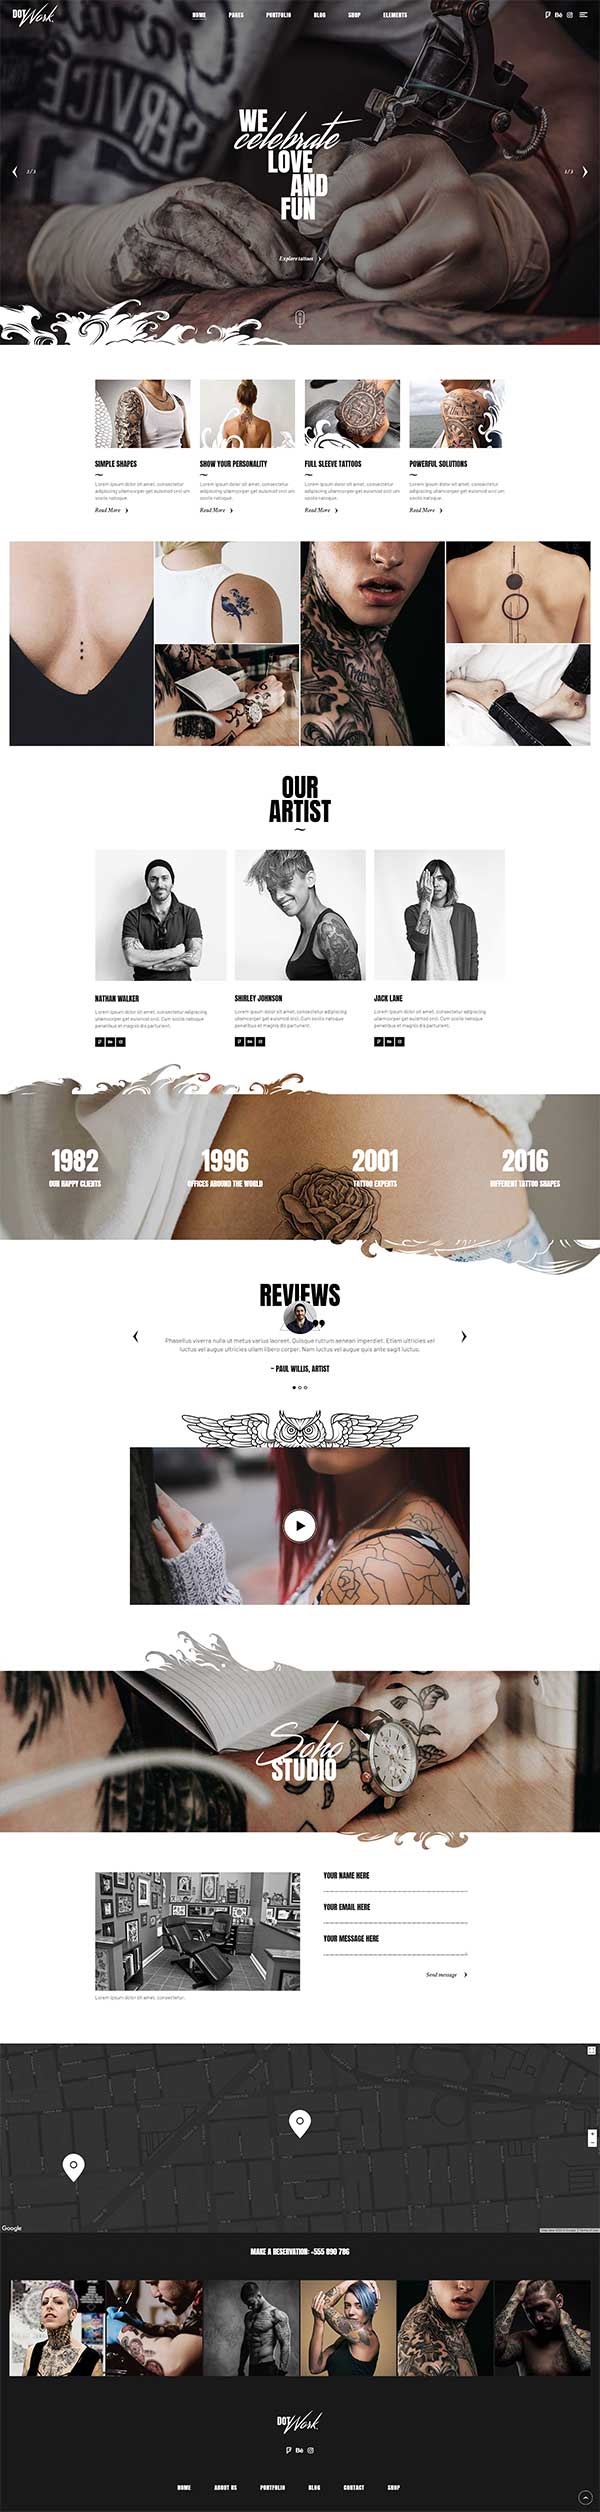 DOTWork.
HOME PAGES PORTFOLIO BLOG SHOP ELEMENTS
WE
celebrate
LOVE
AND
FUN
Explore tattoos
SERVICE
SIMPLE SHAPES
Lorem ipsum dolor sit amet, consectetur
adipiscing ullamcorper get euismod orci um
sociis natoque.
Read More
SHOW YOUR PERSONALITY
Lorem ipsum dolor sit amet, consectetur
adipiscing ullamcorper get euismod orci um
sociis natoque.
Read More
FULL SLEEVE TATTOOS
Lorem ipsum dolor sit amet, consectetur
adipiscing ullamcorper get euismod orci um
sociis natoque.
Read More
POWERFUL SOLUTIONS
Lorem ipsum dolor sit amet, consectetur
adipiscing ullamcorper get euismod orci um
sociis natoque.
Read More
OUR
ARTIST
NATHAN WALKER
Lorem ipsum dolor sit amet, consectetur adipiscing
ullamcorper get euismod orci. Cum sociis natoque
penatibus et magnis dis parturient.
SHIRLEY JOHNSON
Lorem ipsum dolor sit amet, consectetur adipiscing
ullamcorper get euismod orci. Cum sociis natoque
penatibus et magnis dis parturient.
JACK LANE
Lorem ipsum dolor sit amet, consectetur adipiscing
ullamcorper get euismod orci. Cum sociis natoque
penatibus et magnis dis parturient.
1982
OUR HAPPY CLIENTS
1996
OFFICES AROUND THE WORLD
2001
TATTOO EXPERTS
2016
DIFFERENT TATTOO SHAPES
REVIEWS
Phasellus viverra nulla ut metus varius laoreet. Quisque rutrum aenean imperdiet. Etiam ultricies vel
luctus vel augue ultricies ullam libero corper. Nam luctus vel augue quis ante sagit luctus.
– PAUL WILLIS, ARTIST
Soho
STUDIO
Lorem ipsum dolor sit amet, consectetur.
YOUR NAME HERE
YOUR EMAIL HERE
YOUR MESSAGE HERE
Send message
Google
MAKE A RESERVATION: +555 890 786
DOTWork.
HOME ABOUT US PORTFOLIO BLOG CONTACT SHOP